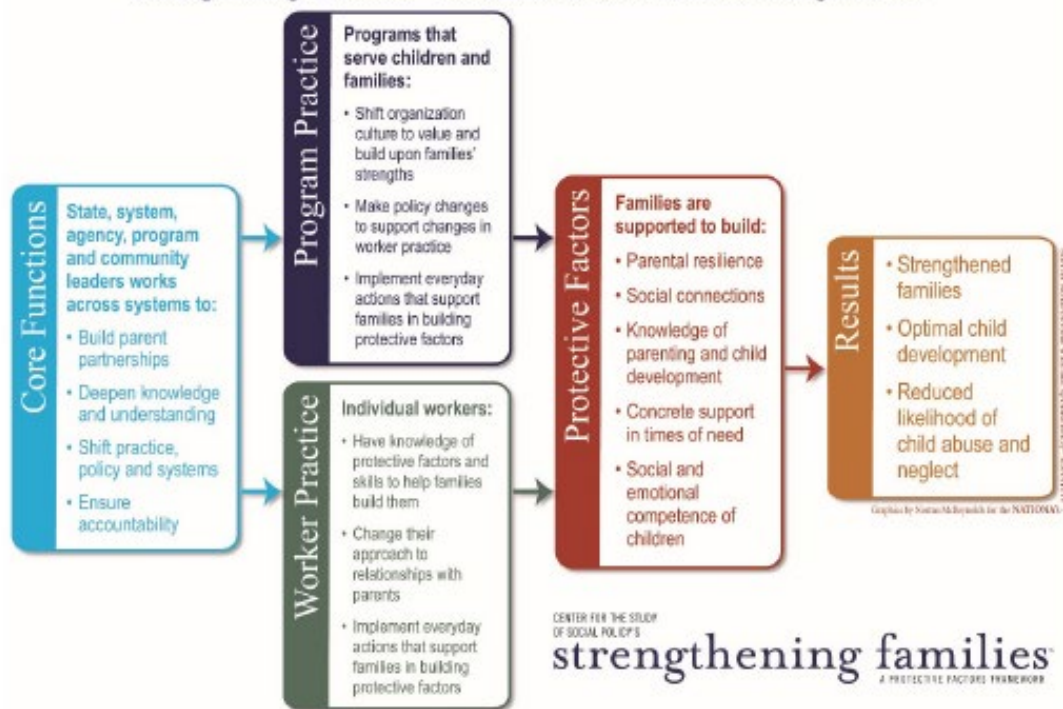 Core Functions
State, system,
agency, program
and community
leaders works
across systems to:
• Build parent
partnerships
• Deepen knowledge
and understanding
• Shift practice,
policy and systems
• Ensure
accountability
Program Practice
Programs that
serve children and
families:
• Shift organization
culture to value and
build upon families'
strengths
• Make policy changes
to support changes in
worker practice
• Implement everyday
actions that support
families in building
protective factors
Worker Practice
Individual workers:
• Have knowledge of
protective factors and
skills to help families
build them
• Change their
approach to
relationships with
parents
• Implement everyday
actions that support
families in building
protective factors
Protective Factors
Families are
supported to build:
• Parental resilience
• Social connections
• Knowledge of
parenting and child
development
• Concrete support
in times of need
• Social and
emotional
competence of
children
Results
• Strengthened
families
• Optimal child
development
• Reduced
likelihood of
child abuse and
neglect
Graphics by for the NATIONAL
CENTER FOR THE STUDY
OF SOCIAL POLICY'S
strengthening families
A PROTECTIVE FACTORS FRAMEWORK